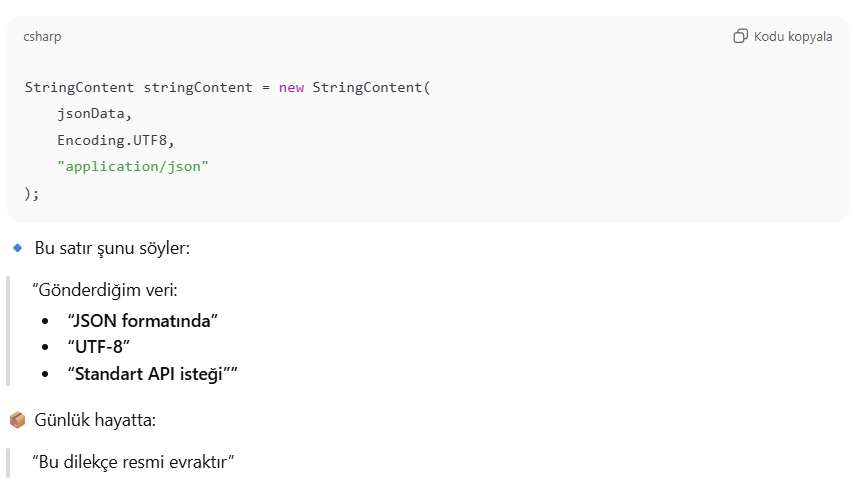 csharp
Kodu kopyala
StringContent stringContent = new StringContent(
    jsonData,
    Encoding.UTF8,
    "application/json"
);
🔹 Bu satır şunu söyler:
“Gönderdiğim veri:
• “JSON formatında”
• “UTF-8”
• “Standart API isteği””
📦 Günlük hayatta:
“Bu dilekçe resmi evraktır”